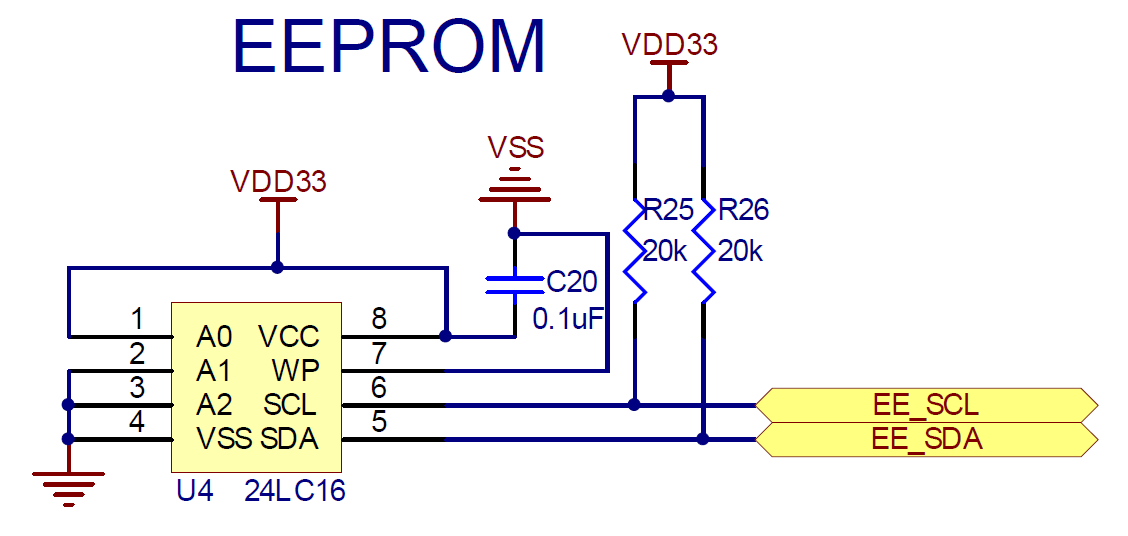 EEPROM
VDD33
VSS
VDD33
R25
R26
20k
20k
C20
0.1uF
1
A0
VCC
8
2
A1
WP
7
3
A2
SCL
6
4
VSS
SDA
5
EE_SCL
EE_SDA
U4
24LC16